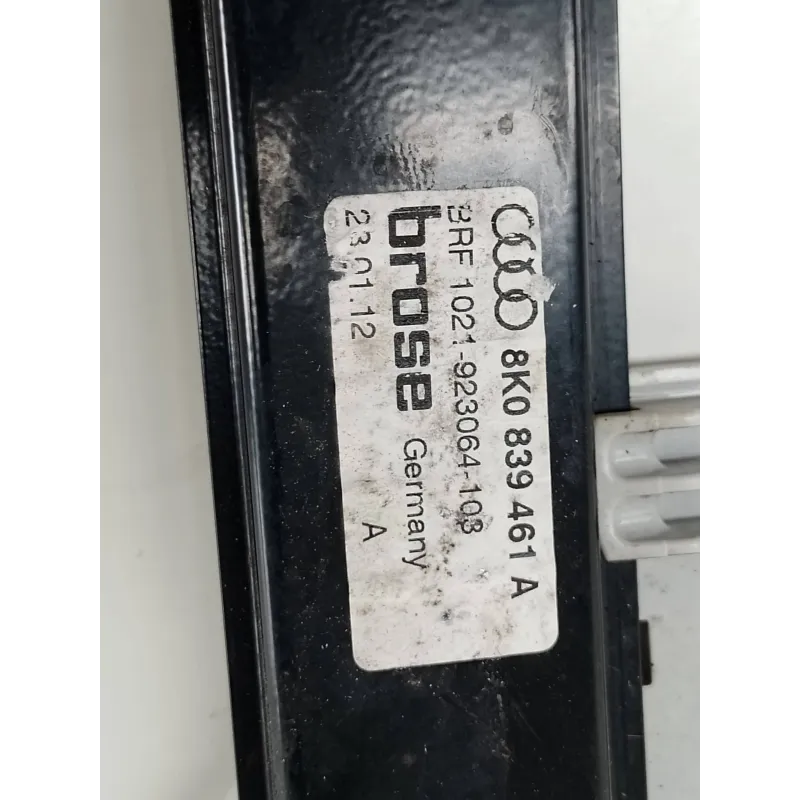 8K0 839 461 A
BRF 1021-923064-103
brose Germany
23.01.12 A